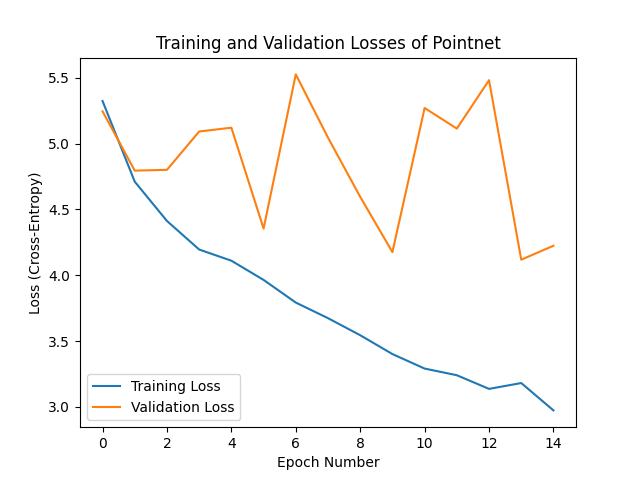 Training and Validation Losses of Pointnet
Loss (Cross-Entropy)
5.5
5.0
4.5
4.0
3.5
3.0
Training Loss
Validation Loss
0 2 4 6 8 10 12 14
Epoch Number